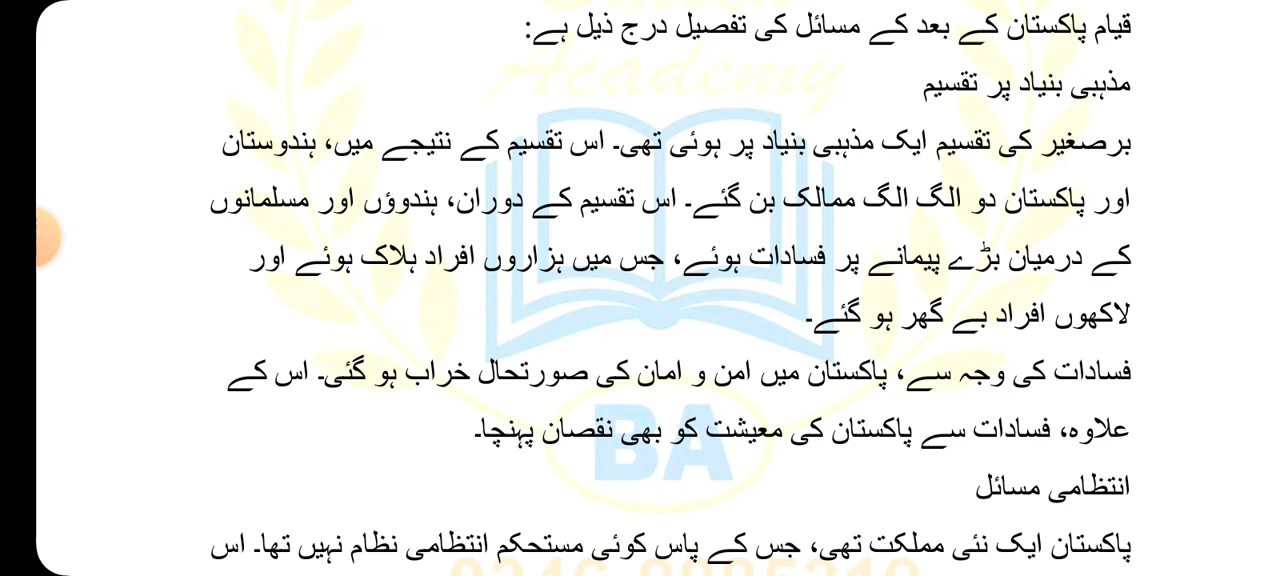 قیام پاکستان کے بعد کے مسائل کی تفصیل درج ذیل ہے:
Academy
مذہبی بنیاد پر تقسیم
برصغیر کی تقسیم ایک مذہبی بنیاد پر ہوئی تھی۔ اس تقسیم کے نتیجے میں، ہندوستان
اور پاکستان دو الگ الگ ممالک بن گئے۔ اس تقسیم کے دوران، ہندوؤں اور مسلمانوں
کے درمیان بڑے پیمانے پر فسادات ہوئے، جس میں ہزاروں افراد ہلاک ہوئے اور
لاکھوں افراد بے گھر ہو گئے۔
فسادات کی وجہ سے، پاکستان میں امن و امان کی صورتحال خراب ہو گئی۔ اس کے
علاوہ، فسادات سے پاکستان کی معیشت کو بھی نقصان پہنچا۔
BA
انتظامی مسائل
پاکستان ایک نئی مملکت تھی، جس کے پاس کوئی مستحکم انتظامی نظام نہیں تھا۔ اس